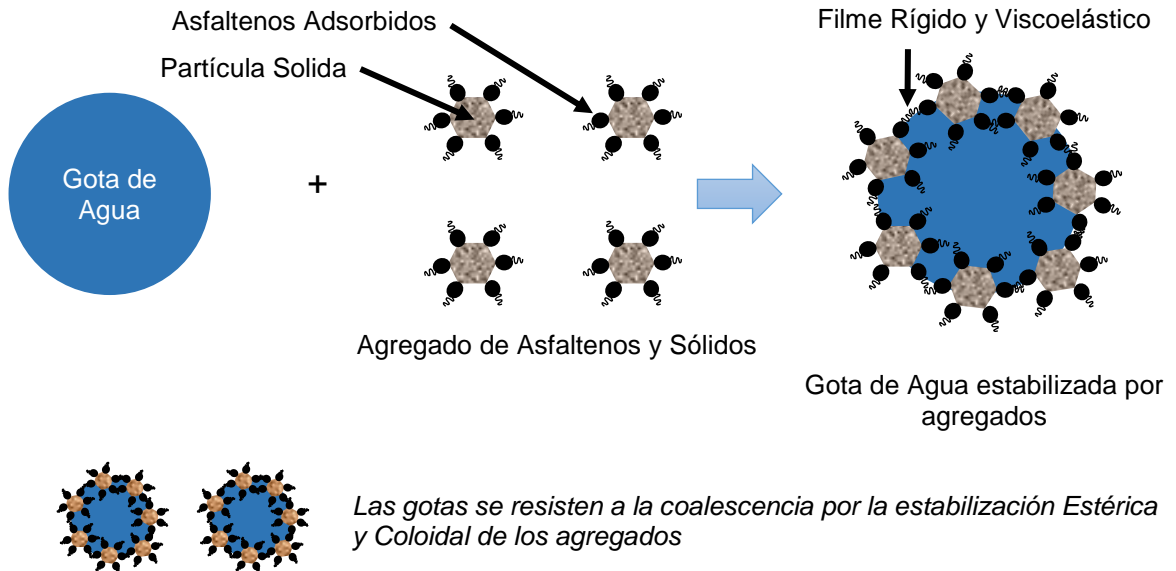 Asfaltenos Adsorbidos
Partícula Solida
Filme Rígido y Viscoelástico
Gota de
Agua
+
Agregado de Asfaltenos y Sólidos
Gota de Agua estabilizada por
agregados
Las gotas se resisten a la coalescencia por la estabilización Estérica
y Coloidal de los agregados